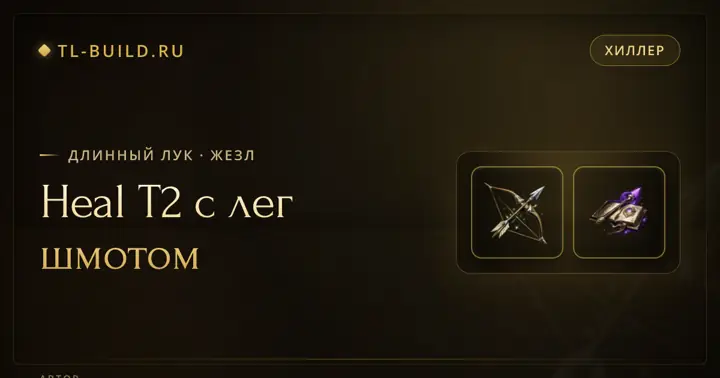 TL-BUILD.RU
ХИЛЛЕР
ДЛИННЫЙ ЛУК · ЖЕЗЛ
Heal T2 с лег
шмотом